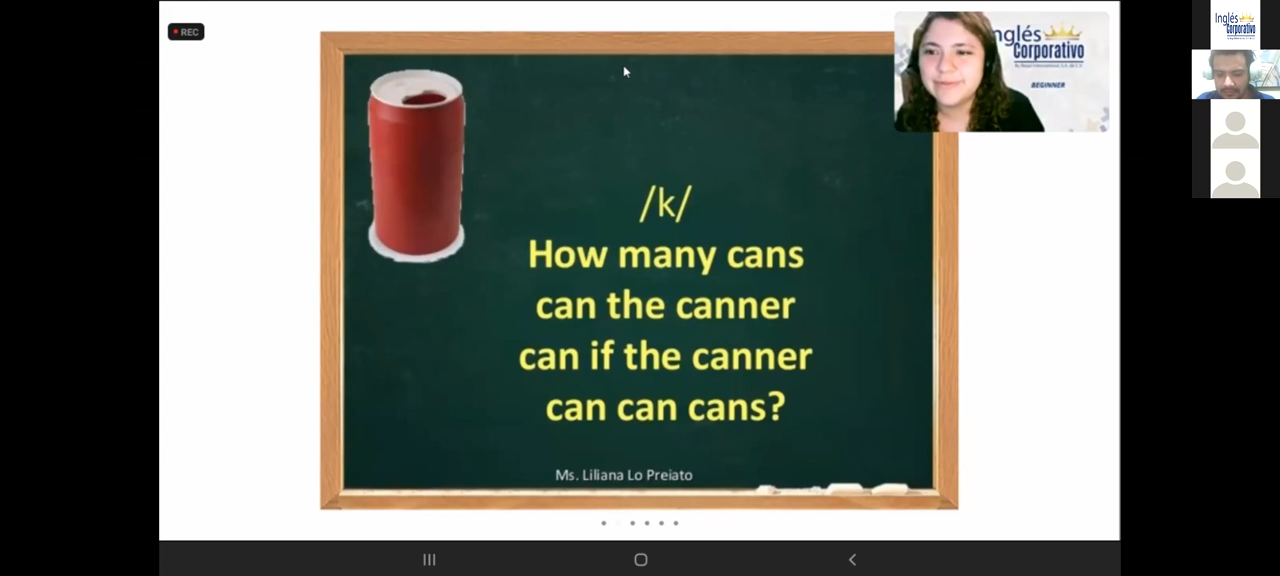 REC
/k/
How many cans
can the canner
can if the canner
can can cans?
Ms. Liliana Lo Preiato
Inglés
Corporativo
BEGINNER
Inglés
Corporativo